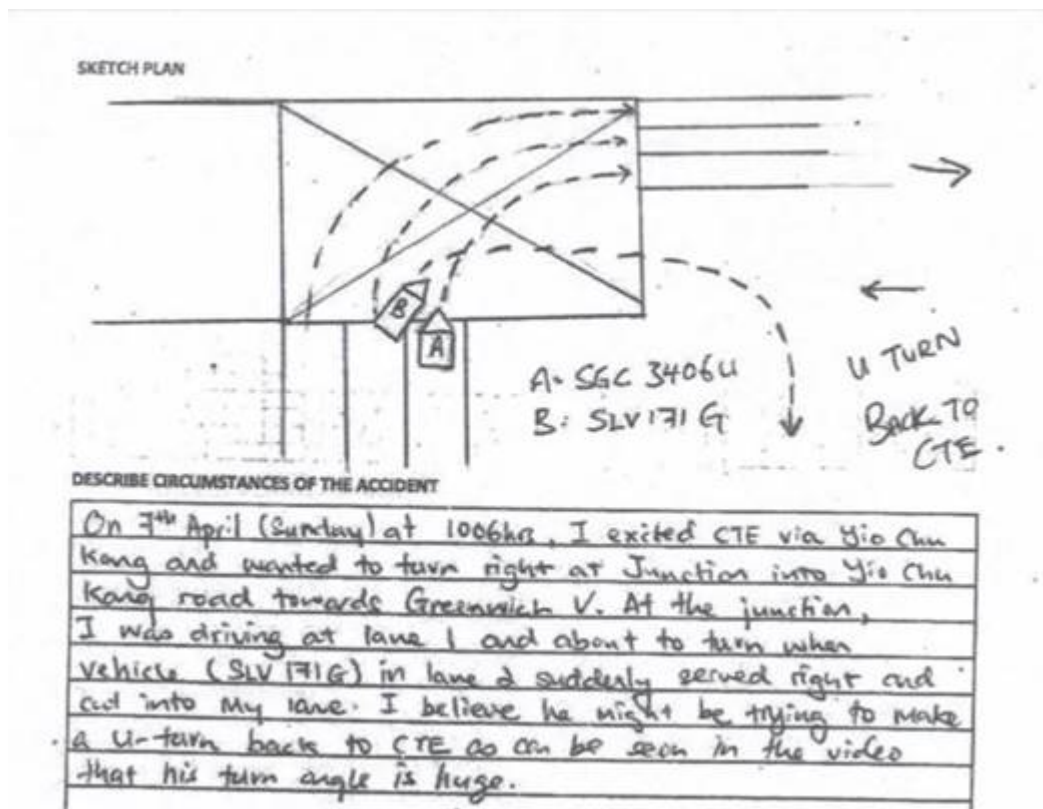 SKETCH PLAN
B
A
A- SGC 3406U
B: SLV 171 G
U TURN
BACK TO
CTE.
DESCRIBE CIRCUMSTANCES OF THE ACCIDENT
On 7th April (Sunday) at 1006hrs, I exited CTE via Yio Chu
Kang and wanted to turn right at Junction into Yio Chu
Kang road towards Greenwich V. At the junction,
I was driving at lane 1 and about to turn when
vehicle (SLV 171G) in lane 2 suddenly served right and
cut into my lane. I believe he might be trying to make
a U-turn back to CTE as can be seen in the video
that his turn angle is huge.